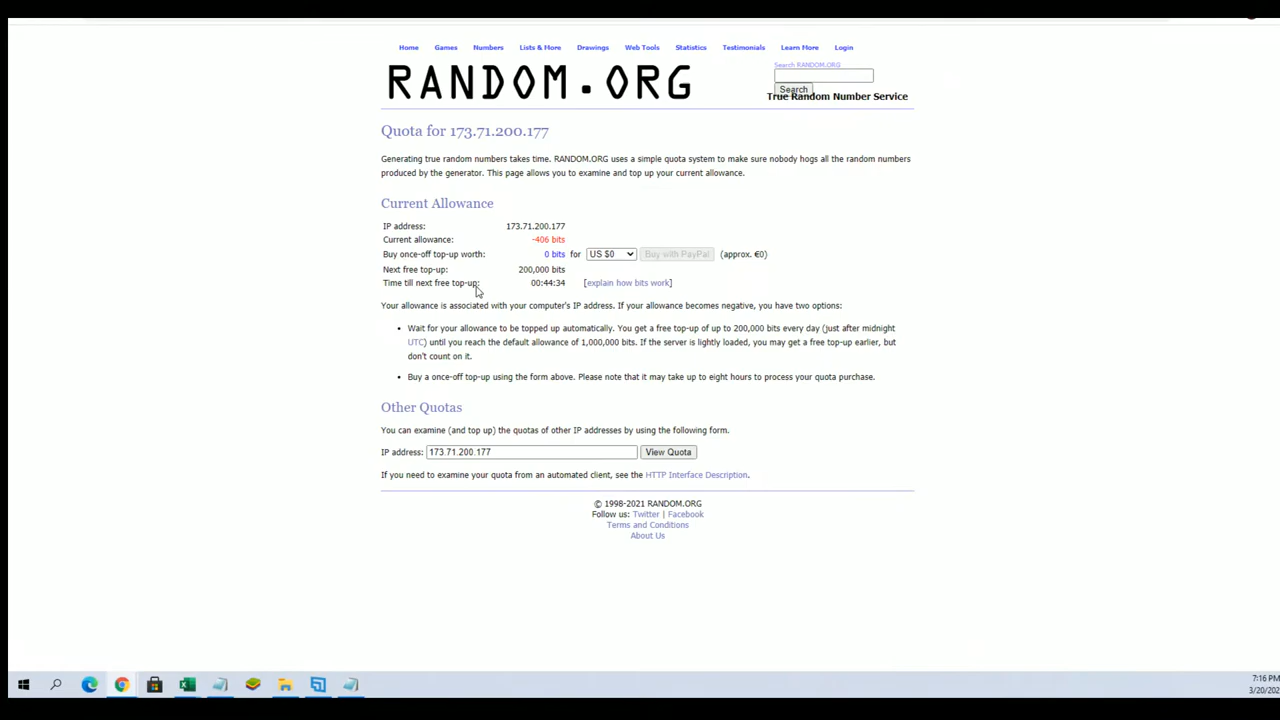 Home Games Numbers Lists & More Drawings Web Tools Statistics Testimonials Learn More Login
Search RANDOM.ORG
RANDOM.ORG
Search
True Random Number Service
Quota for 173.71.200.177
Generating true random numbers takes time. RANDOM.ORG uses a simple quota system to make sure nobody hogs all the random numbers
produced by the generator. This page allows you to examine and top up your current allowance.
Current Allowance
IP address: 173.71.200.177
Current allowance: -406 bits
Buy once-off top-up worth: 0 bits for US $0 Buy with PayPal (approx. €0)
Next free top-up: 200,000 bits
Time till next free top-up: 00:44:34 [explain how bits work]
Your allowance is associated with your computer's IP address. If your allowance becomes negative, you have two options:
• Wait for your allowance to be topped up automatically. You get a free top-up of up to 200,000 bits every day (just after midnight
UTC) until you reach the default allowance of 1,000,000 bits. If the server is lightly loaded, you may get a free top-up earlier, but
don't count on it.
• Buy a once-off top-up using the form above. Please note that it may take up to eight hours to process your quota purchase.
Other Quotas
You can examine (and top up) the quotas of other IP addresses by using the following form.
IP address: 173.71.200.177 View Quota
If you need to examine your quota from an automated client, see the HTTP Interface Description.
© 1998-2021 RANDOM.ORG
Follow us: Twitter | Facebook
Terms and Conditions
About Us
7:16 PM
3/20/202